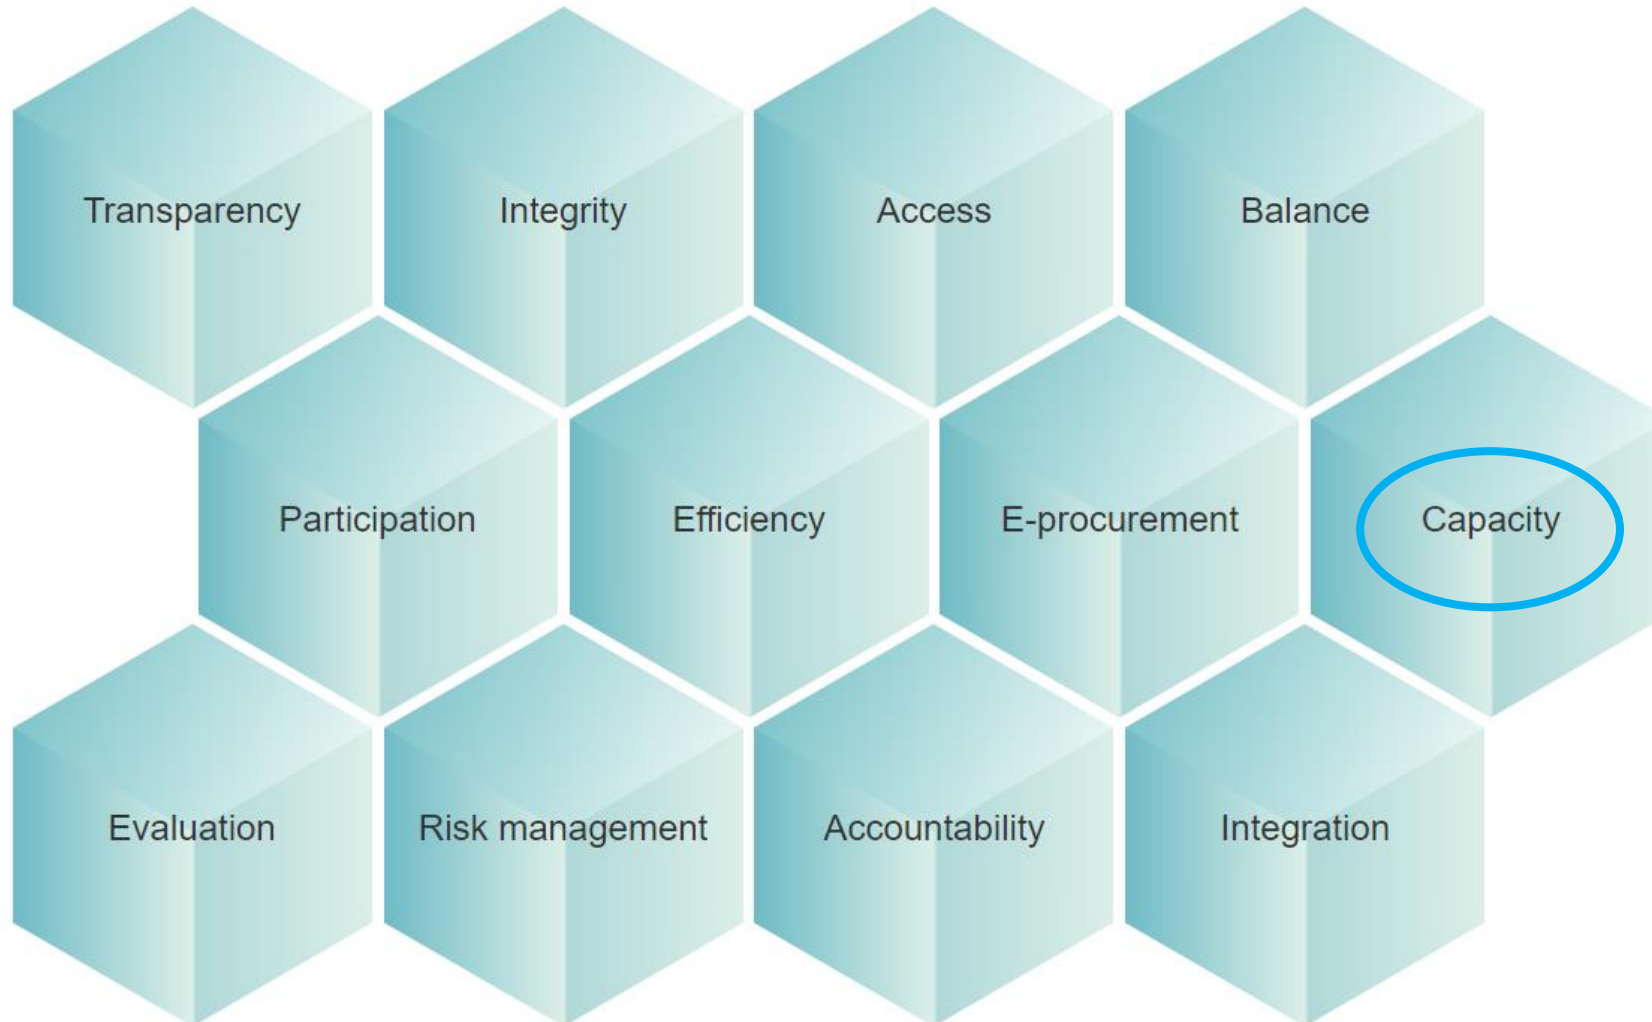 Transparency
Integrity
Access
Balance
Participation
Efficiency
E-procurement
Capacity
Evaluation
Risk management
Accountability
Integration